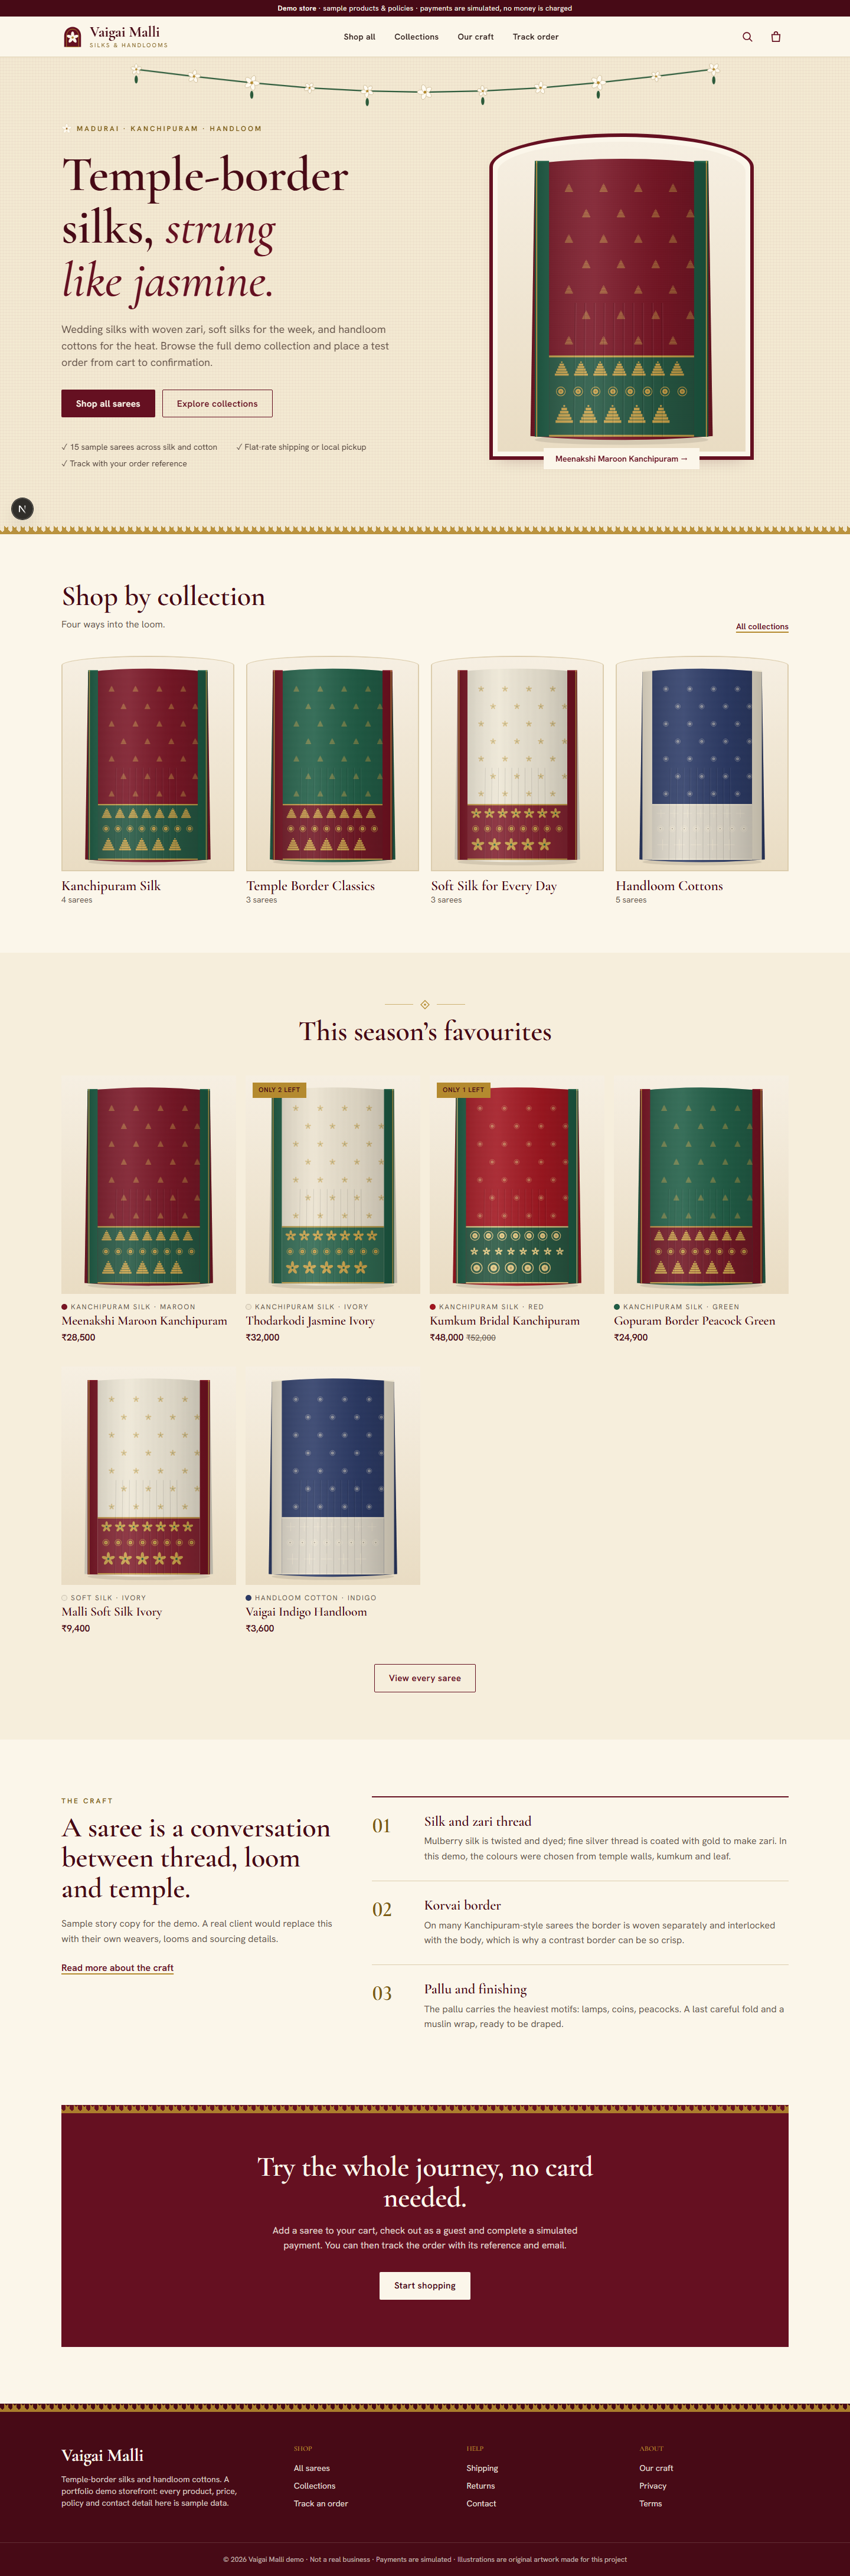 Demo store · sample products & policies · payments are simulated, no money is charged
Vaigai Malli
SILKS & HANDLOOMS
Shop all
Collections
Our craft
Track order
MADURAI · KANCHIPURAM · HANDLOOM
Temple-border
silks, strung
like jasmine.
Wedding silks with woven zari, soft silks for the week, and handloom
cottons for the heat. Browse the full demo collection and place a test
order from cart to confirmation.
Shop all sarees
Explore collections
✓ 15 sample sarees across silk and cotton
✓ Flat-rate shipping or local pickup
✓ Track with your order reference
Meenakshi Maroon Kanchipuram →
N
Shop by collection
Four ways into the loom.
All collections
Kanchipuram Silk
4 sarees
Temple Border Classics
3 sarees
Soft Silk for Every Day
3 sarees
Handloom Cottons
5 sarees
This season’s favourites
KANCHIPURAM SILK · MAROON
Meenakshi Maroon Kanchipuram
₹28,500
ONLY 2 LEFT
KANCHIPURAM SILK · IVORY
Thodarkodi Jasmine Ivory
₹32,000
ONLY 1 LEFT
KANCHIPURAM SILK · RED
Kumkum Bridal Kanchipuram
₹48,000 ₹52,000
KANCHIPURAM SILK · GREEN
Gopuram Border Peacock Green
₹24,900
SOFT SILK · IVORY
Malli Soft Silk Ivory
₹9,400
HANDLOOM COTTON · INDIGO
Vaigai Indigo Handloom
₹3,600
View every saree
THE CRAFT
A saree is a conversation
between thread, loom
and temple.
Sample story copy for the demo. A real client would replace this
with their own weavers, looms and sourcing details.
Read more about the craft
01
Silk and zari thread
Mulberry silk is twisted and dyed; fine silver thread is coated with gold to make zari. In
this demo, the colours were chosen from temple walls, kumkum and leaf.
02
Korvai border
On many Kanchipuram-style sarees the border is woven separately and interlocked
with the body, which is why a contrast border can be so crisp.
03
Pallu and finishing
The pallu carries the heaviest motifs: lamps, coins, peacocks. A last careful fold and a
muslin wrap, ready to be draped.
Try the whole journey, no card
needed.
Add a saree to your cart, check out as a guest and complete a simulated
payment. You can then track the order with its reference and email.
Start shopping
Vaigai Malli
Temple-border silks and handloom cottons. A
portfolio demo storefront: every product, price,
policy and contact detail here is sample data.
SHOP
All sarees
Collections
Track an order
HELP
Shipping
Returns
Contact
ABOUT
Our craft
Privacy
Terms
© 2026 Vaigai Malli demo · Not a real business · Payments are simulated · Illustrations are original artwork made for this project